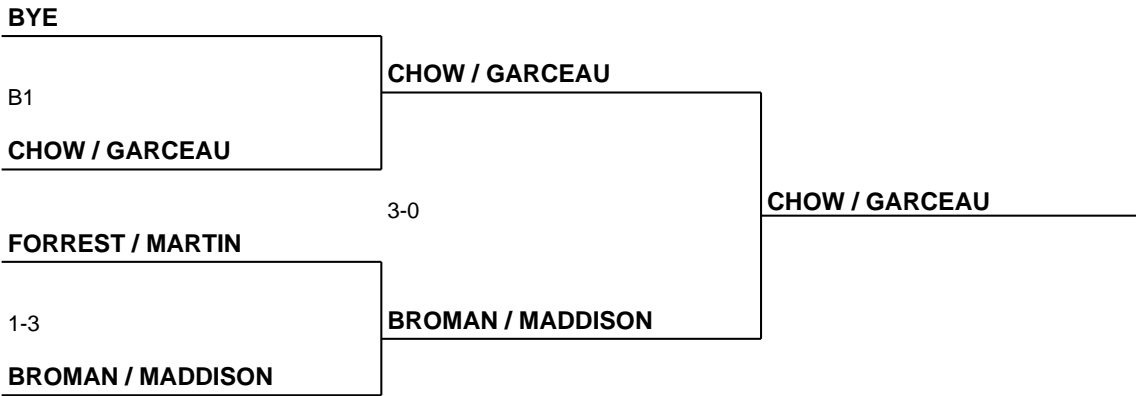 BYE
B1
CHOW / GARCEAU
FORREST / MARTIN
1-3
BROMAN / MADDISON
CHOW / GARCEAU
3-0
BROMAN / MADDISON
CHOW / GARCEAU